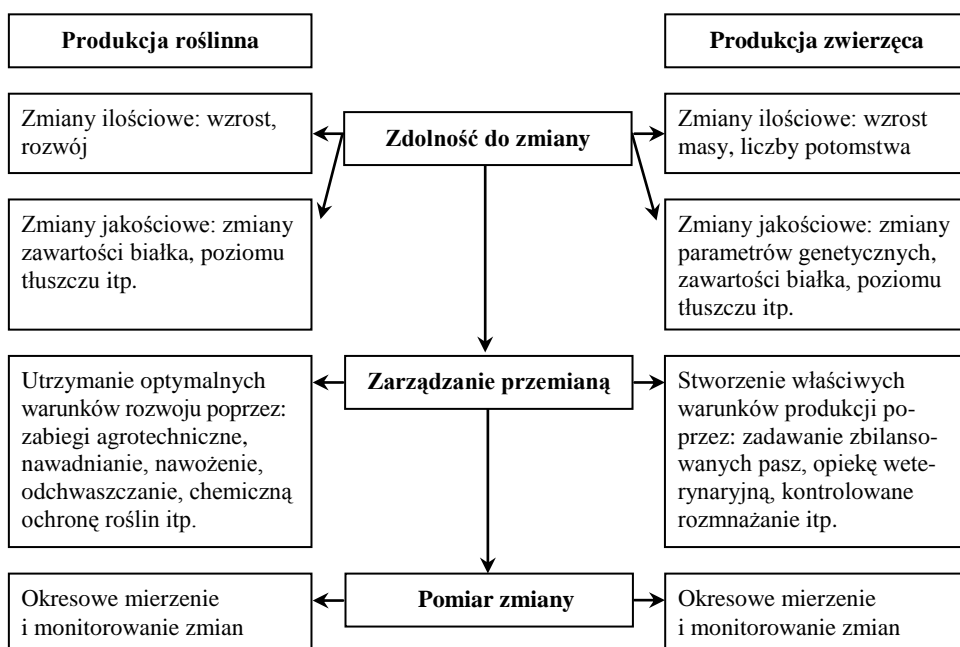 Produkcja roślinna
Produkcja zwierzęca
Zmiany ilościowe: wzrost,
rozwój
Zdolność do zmiany
Zmiany ilościowe: wzrost
masy, liczby potomstwa
Zmiany jakościowe: zmiany
zawartości białka, poziomu
tłuszczu itp.
Zmiany jakościowe: zmiany
parametrów genetycznych,
zawartości białka, poziomu
tłuszczu itp.
Utrzymanie optymalnych
warunków rozwoju poprzez:
zabiegi agrotechniczne,
nawadnianie, nawożenie,
odchwaszczanie, chemiczną
ochronę roślin itp.
Zarządzanie przemianą
Stworzenie właściwych
warunków produkcji po-
przez: zadawanie zbilanso-
wanych pasz, opiekę wete-
rynaryjną, kontrolowane
rozmnażanie itp.
Okresowe mierzenie
i monitorowanie zmian
Pomiar zmiany
Okresowe mierzenie
i monitorowanie zmian